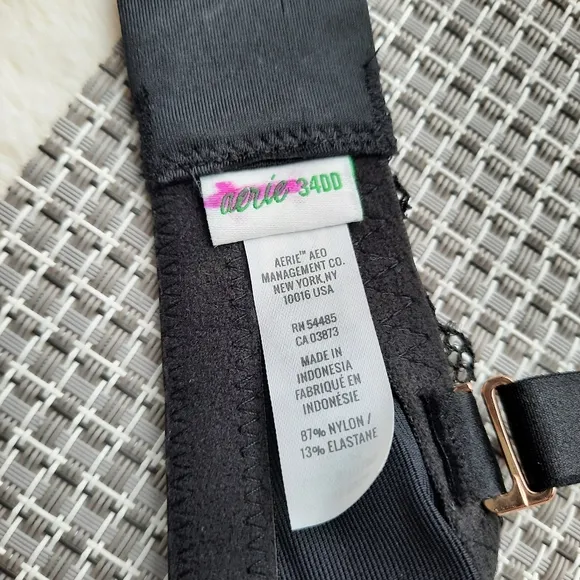 aerie 34DD
AERIE™ AEO
MANAGEMENT CO.
NEW YORK,NY
10016 USA
RN 54485
CA 03873
MADE IN
INDONESIA
FABRIQUÉ EN
INDONÉSIE
87% NYLON /
13% ELASTANE